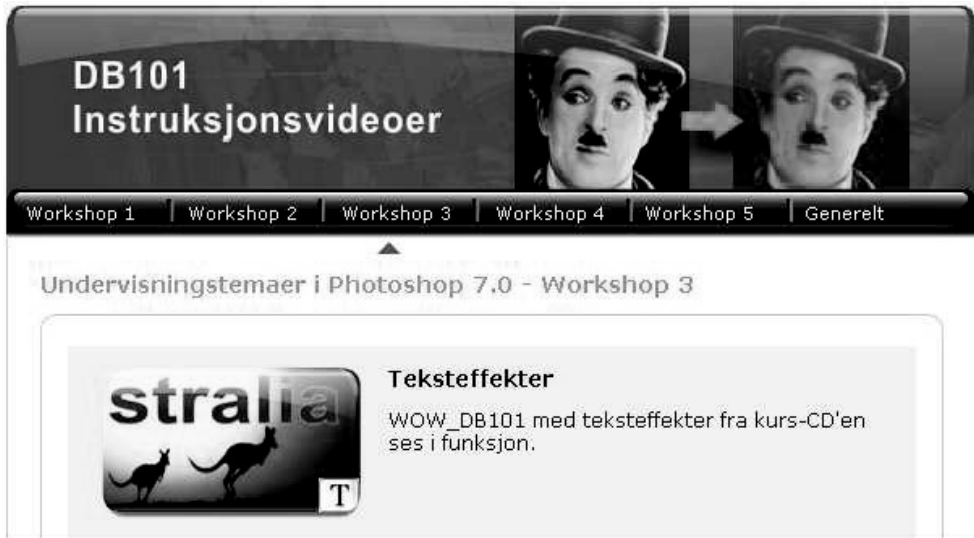 DB101
Instruksjonsvideoer
Workshop 1 Workshop 2 Workshop 3 Workshop 4 Workshop 5 Generelt
Undervisningstemaer i Photoshop 7.0 - Workshop 3
stralia
T
Teksteffekter
WOW_DB101 med teksteffekter fra kurs-CD'en
ses i funksjon.